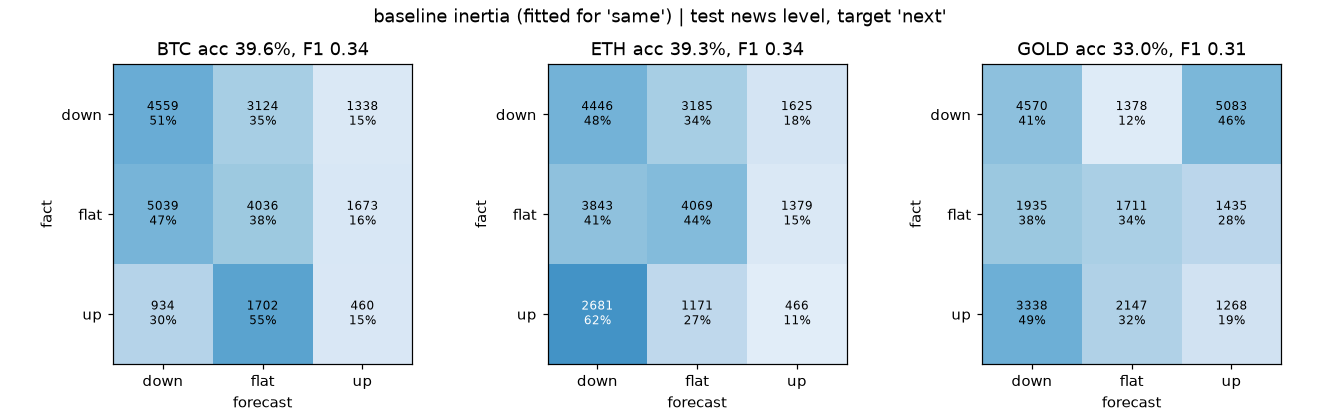 baseline inertia (fitted for 'same') | test news level, target 'next'
BTC acc 39.6%, F1 0.34
fact
down
flat
up
4559
51%
3124
35%
1338
15%
5039
47%
4036
38%
1673
16%
934
30%
1702
55%
460
15%
down
flat
up
forecast
ETH acc 39.3%, F1 0.34
fact
down
flat
up
4446
48%
3185
34%
1625
18%
3843
41%
4069
44%
1379
15%
2681
62%
1171
27%
466
11%
down
flat
up
forecast
GOLD acc 33.0%, F1 0.31
fact
down
flat
up
4570
41%
1378
12%
5083
46%
1935
38%
1711
34%
1435
28%
3338
49%
2147
32%
1268
19%
down
flat
up
forecast